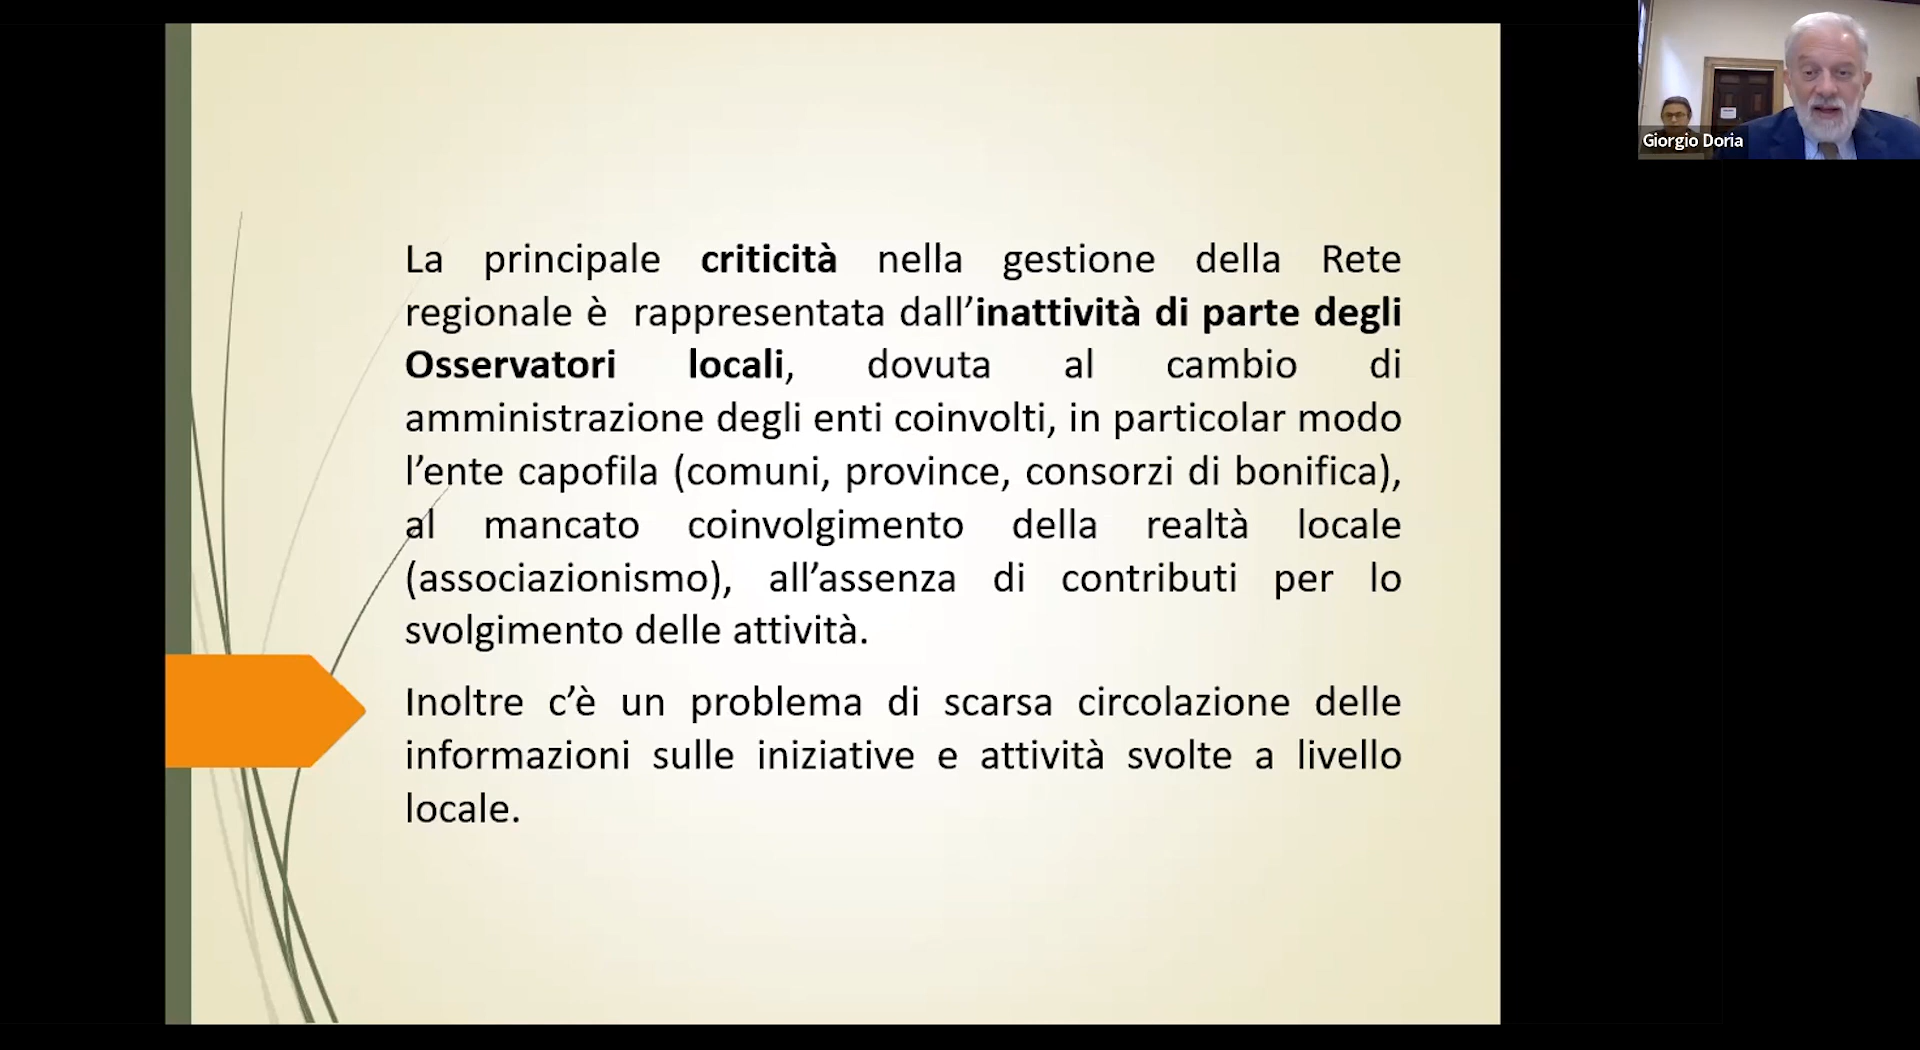 La principale criticità nella gestione della Rete
regionale è rappresentata dall’inattività di parte degli
Osservatori locali, dovuta al cambio di
amministrazione degli enti coinvolti, in particolar modo
l’ente capofila (comuni, province, consorzi di bonifica),
al mancato coinvolgimento della realtà locale
(associazionismo), all’assenza di contributi per lo
svolgimento delle attività.
Inoltre c’è un problema di scarsa circolazione delle
informazioni sulle iniziative e attività svolte a livello
locale.
Giorgio Doria